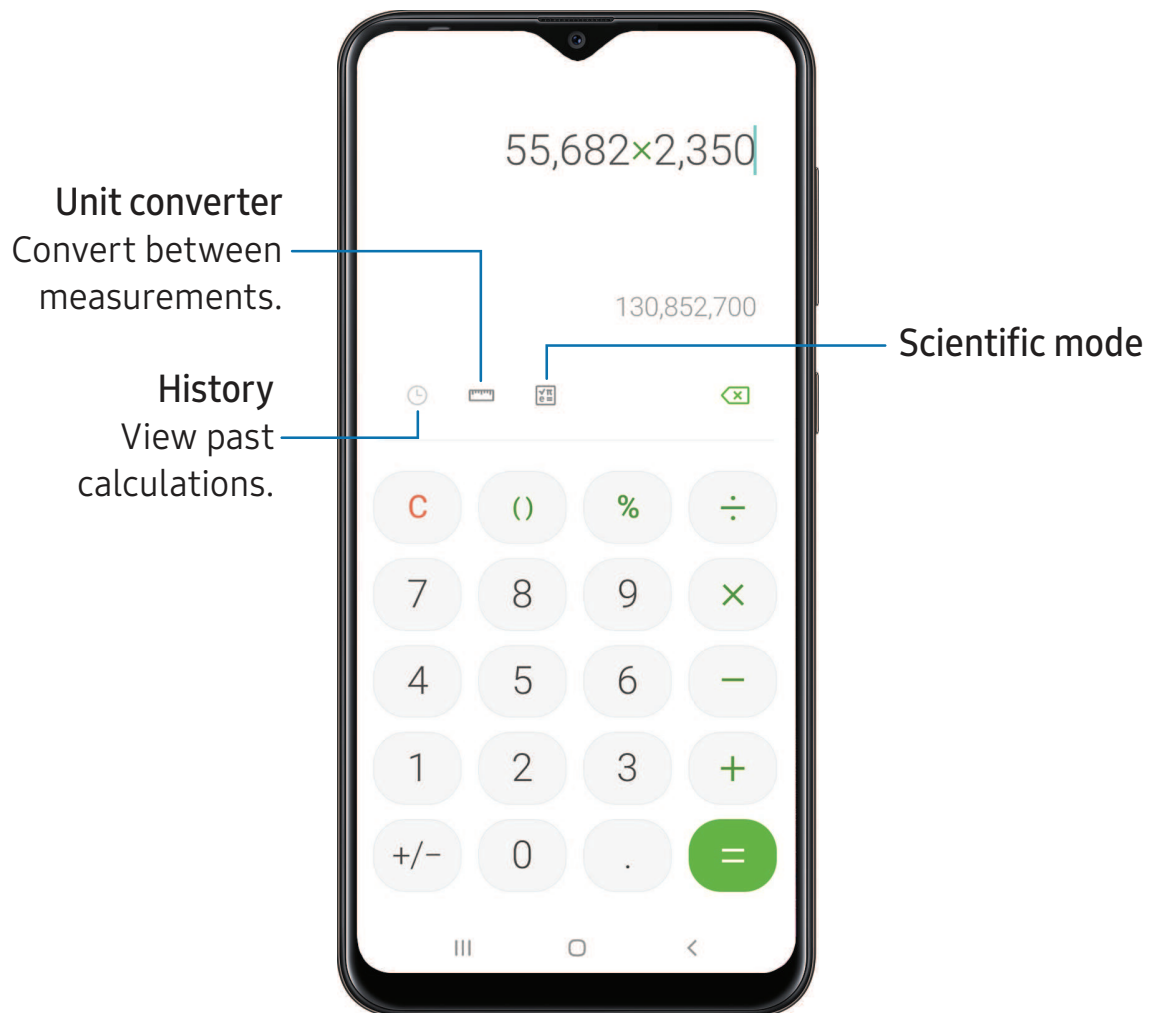 55,682×2,350
Unit converter
Convert between
measurements.
130,852,700
Scientific mode
History
View past
calculations.
C () % ÷
7 8 9 ×
4 5 6 −
1 2 3 +
+/− 0 . =